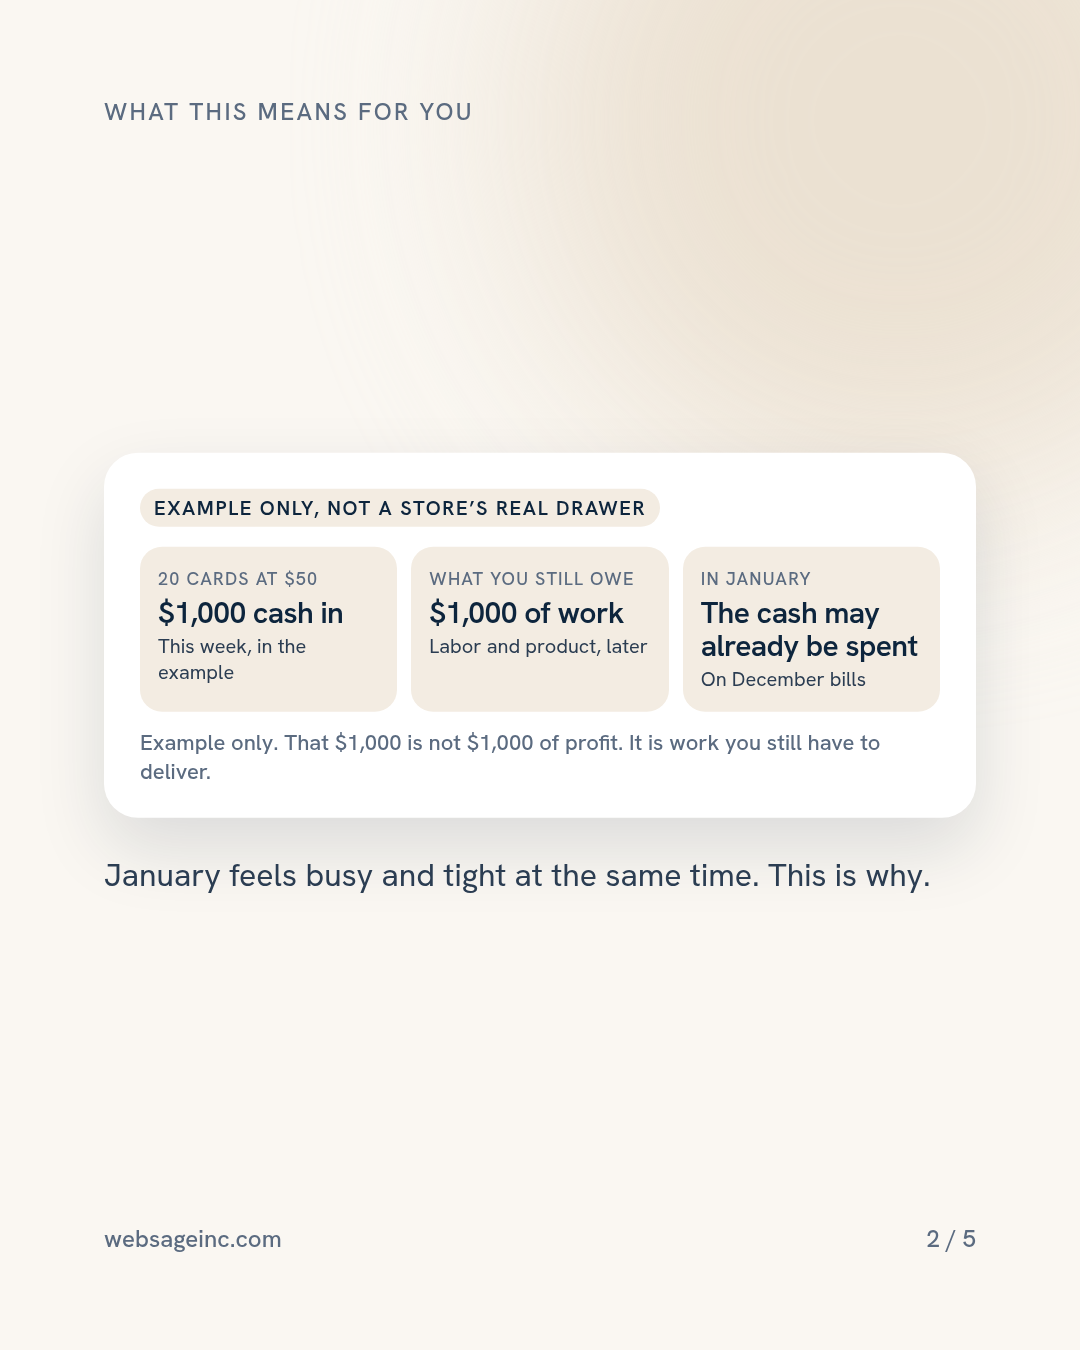 WHAT THIS MEANS FOR YOU
EXAMPLE ONLY, NOT A STORE’S REAL DRAWER
20 CARDS AT $50
$1,000 cash in
This week, in the
example
WHAT YOU STILL OWE
$1,000 of work
Labor and product, later
IN JANUARY
The cash may
already be spent
On December bills
Example only. That $1,000 is not $1,000 of profit. It is work you still have to
deliver.
January feels busy and tight at the same time. This is why.
websageinc.com
2 / 5